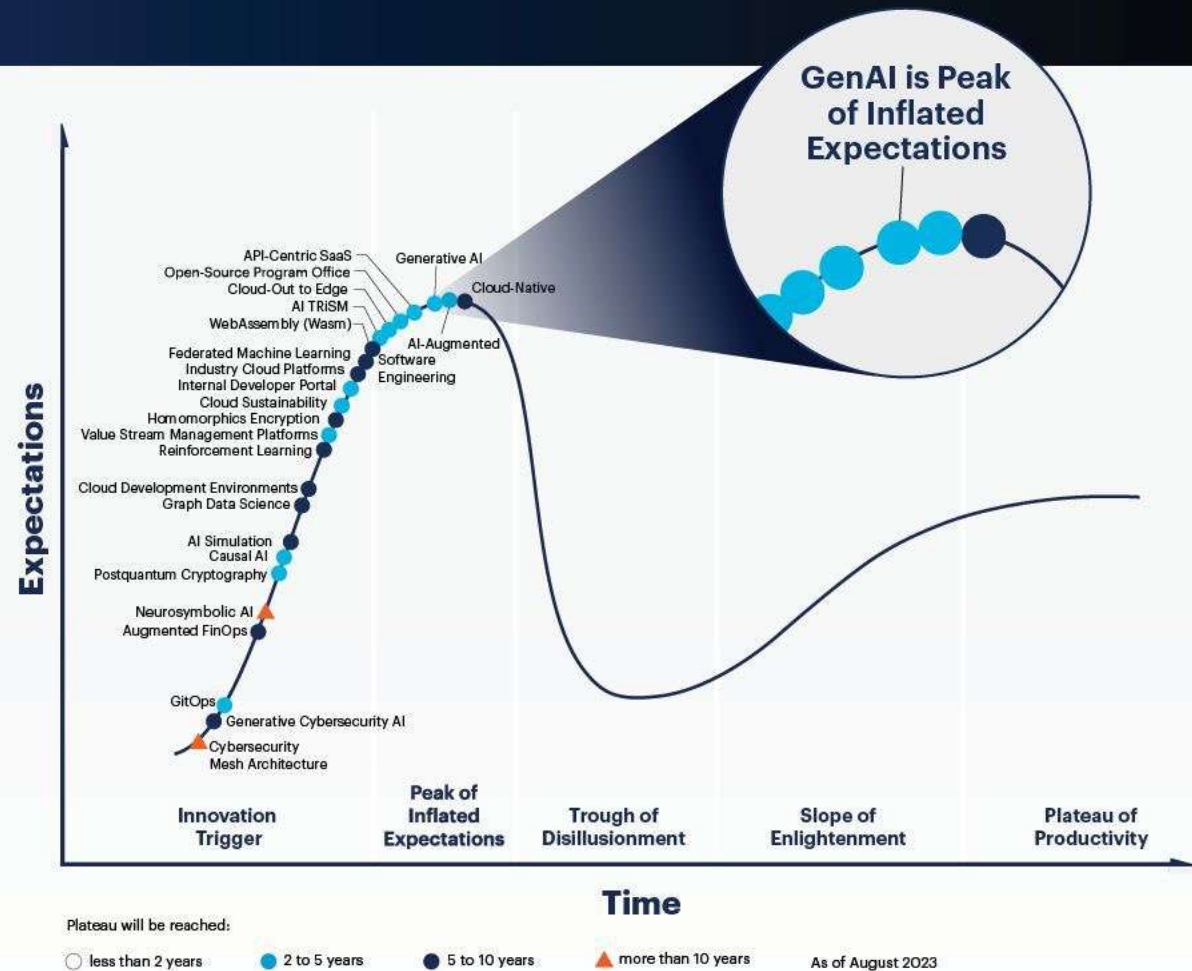 GenAI is Peak
of Inflated
Expectations
API-Centric SaaS
Generative AI
Open-Source Program Office
Cloud-Out to Edge
Cloud-Native
AI TRiSM
WebAssembly (Wasm)
AI-Augmented
Software
Engineering
Federated Machine Learning
Industry Cloud Platforms
Internal Developer Portal
Cloud Sustainability
Homomorphics Encryption
Value Stream Management Platforms
Reinforcement Learning
Cloud Development Environments
Graph Data Science
AI Simulation
Causal AI
Postquantum Cryptography
Neurosymbolic AI
Augmented FinOps
GitOps
Generative Cybersecurity AI
Cybersecurity
Mesh Architecture
Expectations
Innovation
Trigger
Peak of
Inflated
Expectations
Trough of
Disillusionment
Slope of
Enlightenment
Plateau of
Productivity
Time
Plateau will be reached:
less than 2 years
2 to 5 years
5 to 10 years
more than 10 years
As of August 2023